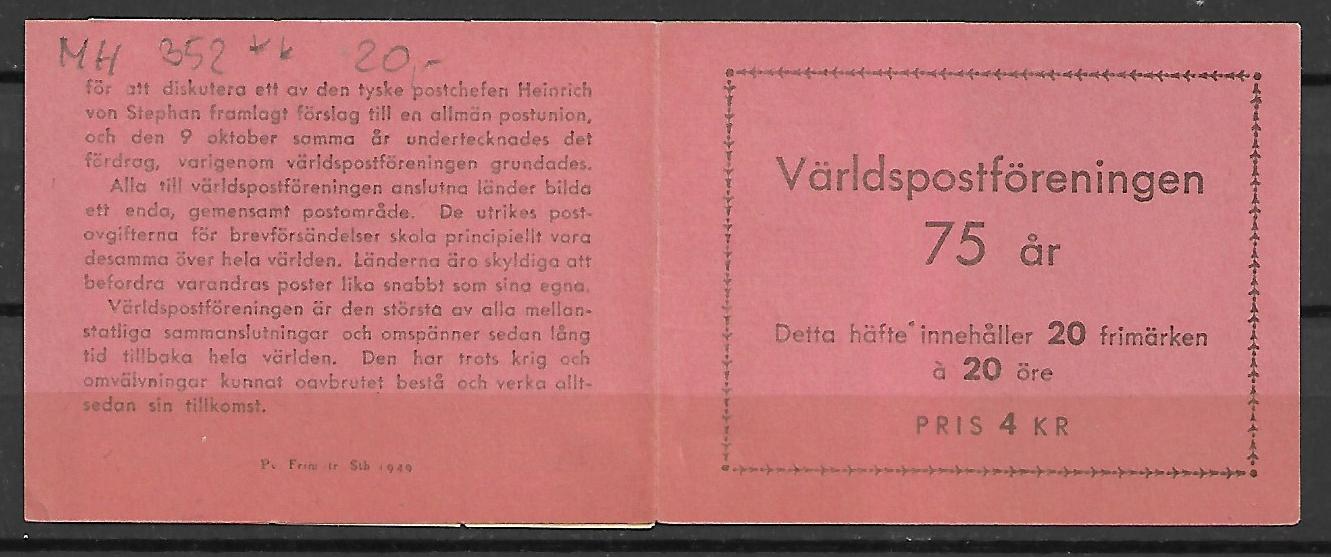 MH 352 ** 20,-
för att diskutera ett av den tyske postchefen Heinrich
von Stephan framlagt förslag till en allmän postunion,
och den 9 oktober samma år undertecknades det
fördrag, varigenom världspostföreningen grundades.
Alla till världspostföreningen anslutna länder bilda
ett enda, gemensamt postområde. De utrikes post-
avgifterna för brevförsändelser skola principiellt vara
desamma över hela världen. Länderna äro skyldiga att
befordra varandras poster lika snabbt som sina egna.
Världspostföreningen är den största av alla mellan-
statliga sammanslutningar och omspänner sedan lång
tid tillbaka hela världen. Den har trots krig och
omvälvningar kunnat oavbrutet bestå och verka allt-
sedan sin tillkomst.
Stb 1949
Världspostföreningen
75 år
Detta häfte innehåller 20 frimärken
à 20 öre
PRIS 4 KR